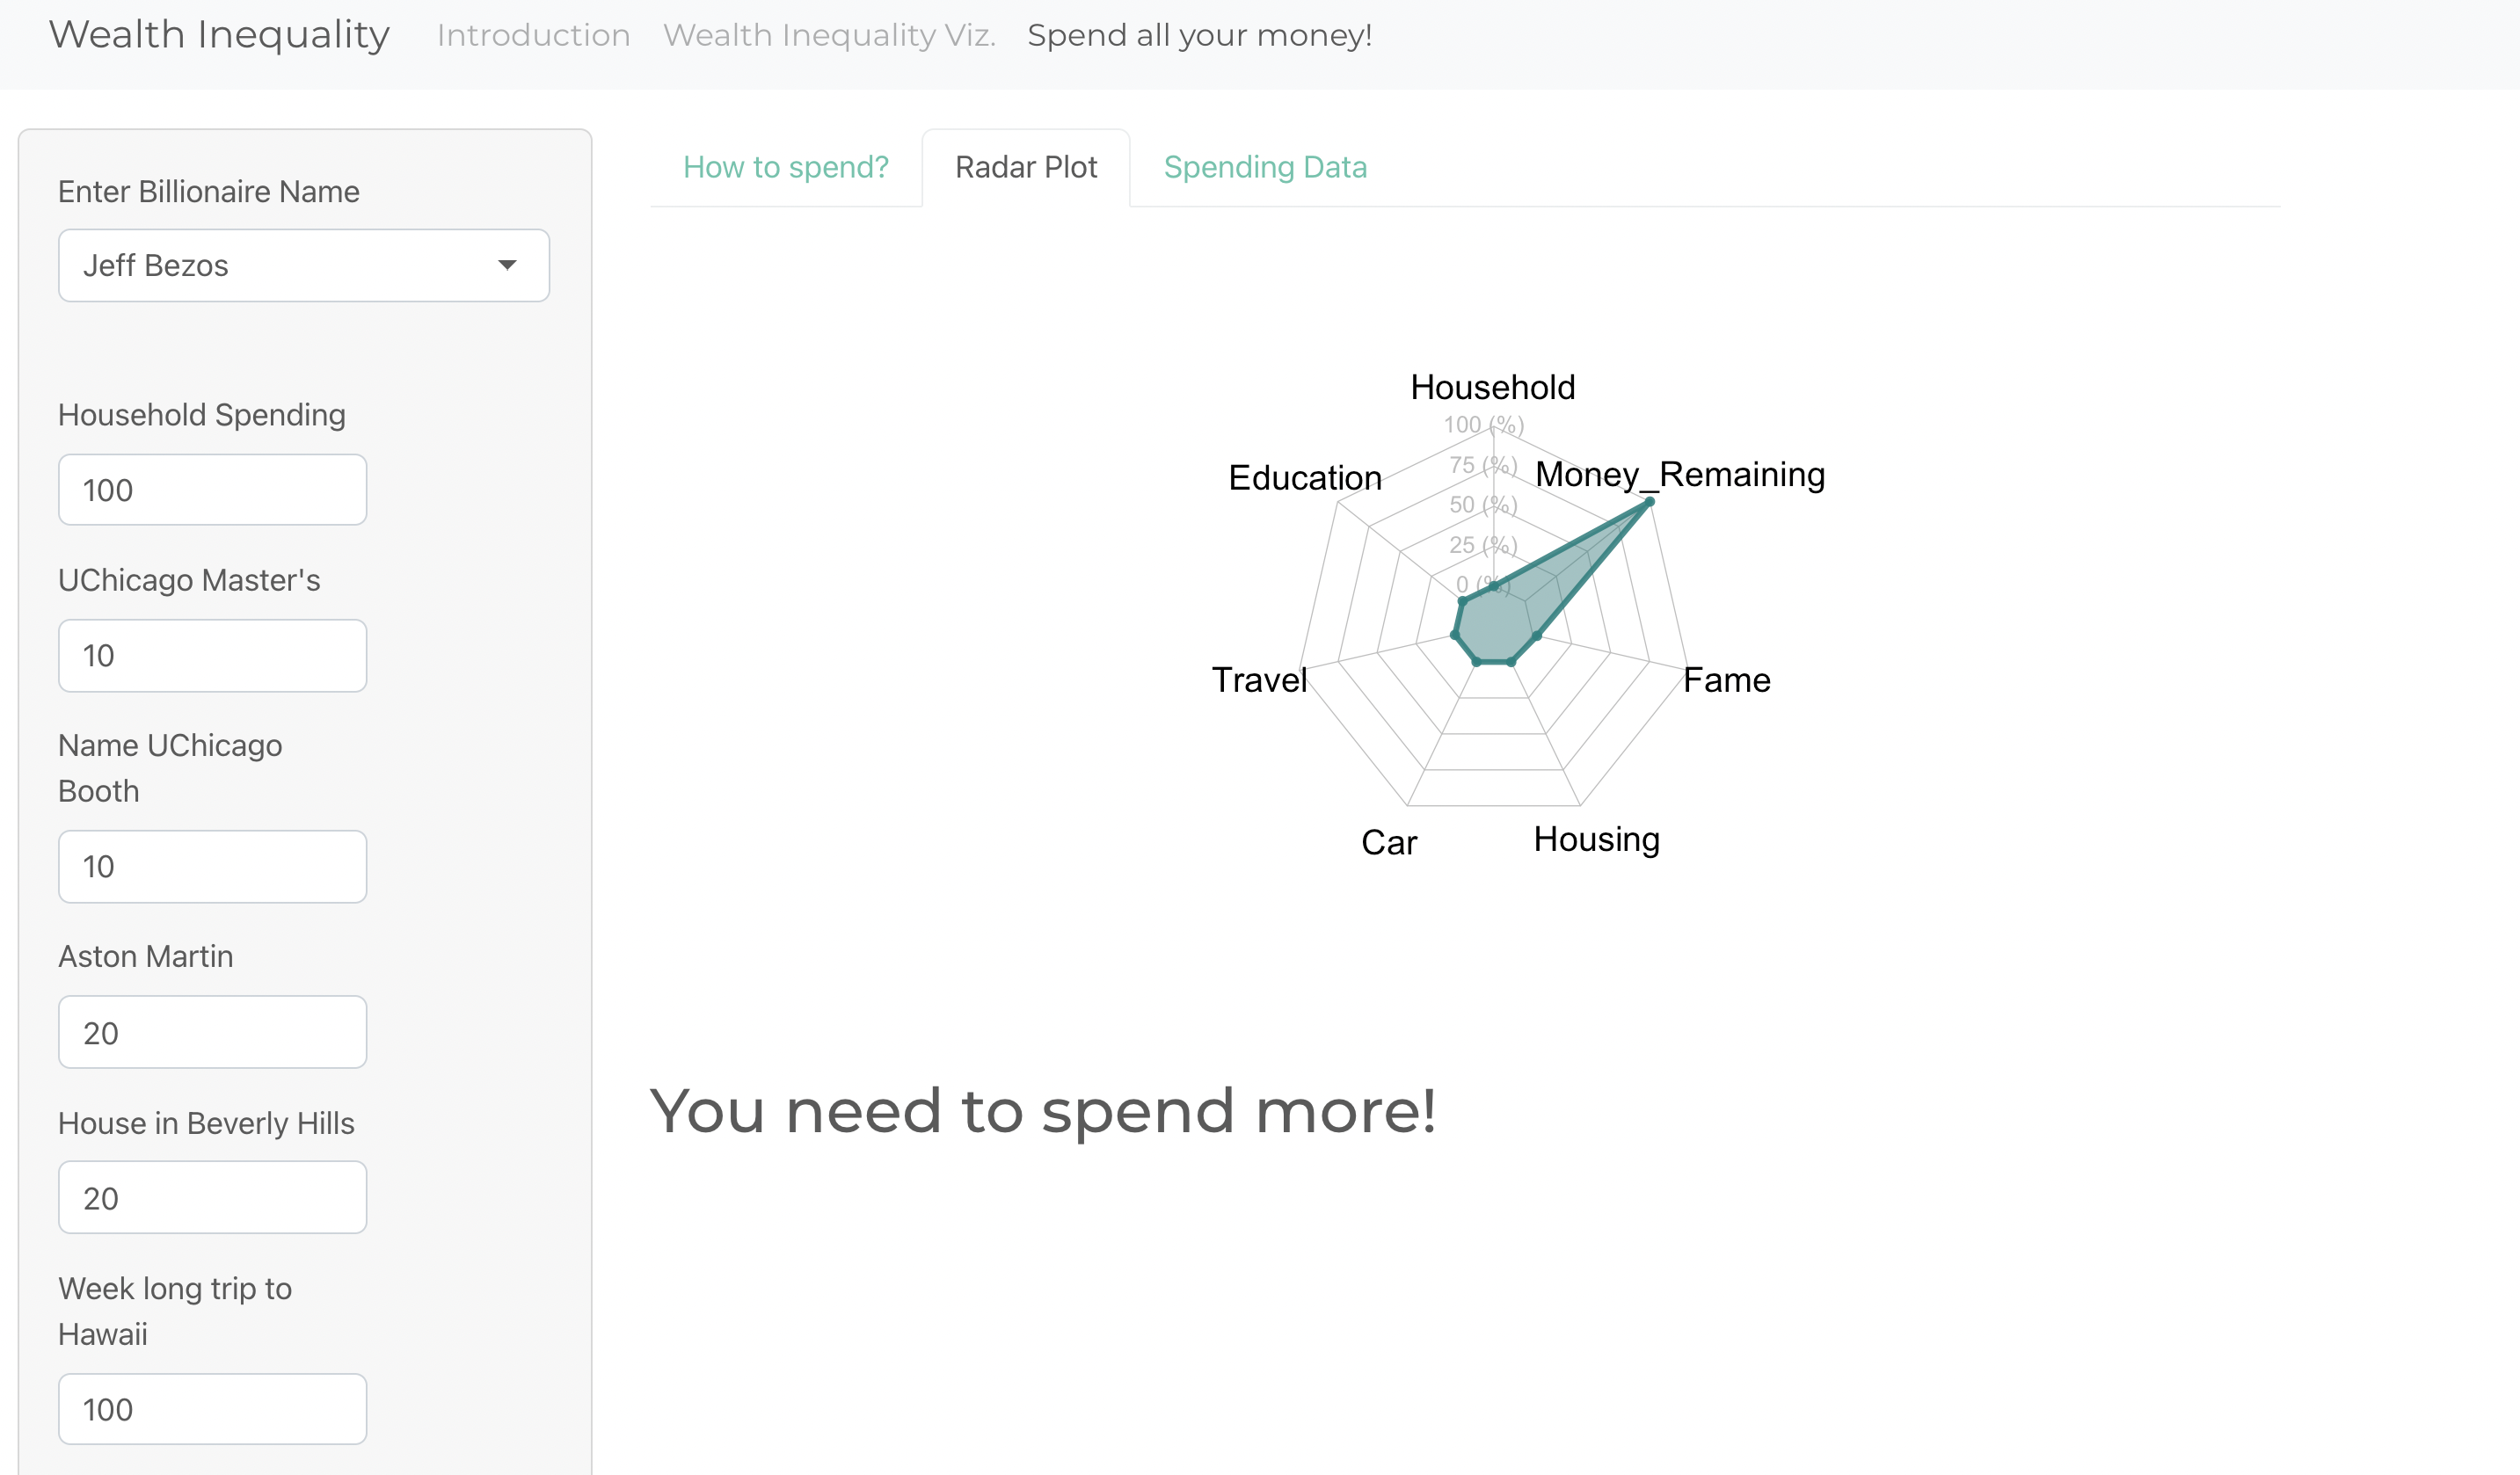 Wealth Inequality Introduction Wealth Inequality Viz. Spend all your money!
Enter Billionaire Name
Jeff Bezos
Household Spending
100
UChicago Master's
10
Name UChicago
Booth
10
Aston Martin
20
House in Beverly Hills
20
Week long trip to
Hawaii
100
How to spend? Radar Plot Spending Data
Household
100 (%)
75 (%)
50 (%)
25 (%)
0 (%)
Education
Money_Remaining
Travel
Fame
Car
Housing
You need to spend more!